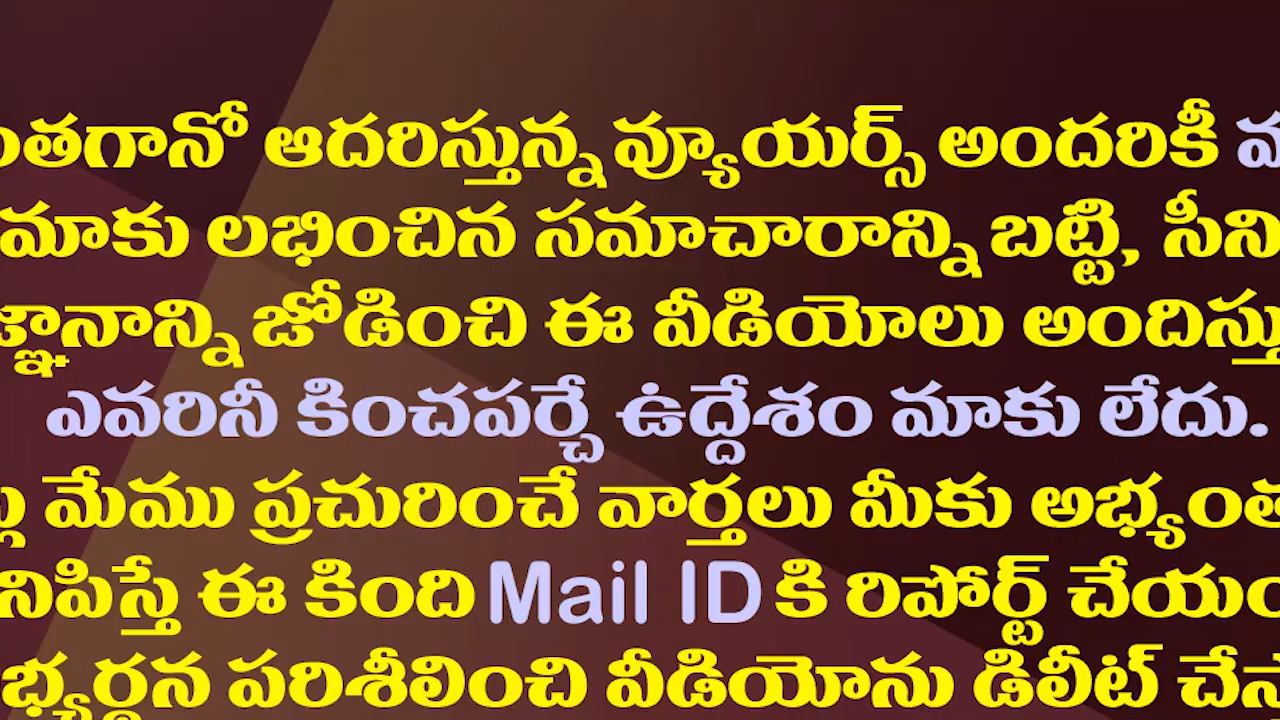 ఆదరిస్తున్న వ్యూయర్స్ అందరికీ
మాకు లభించిన సమాచారాన్ని బట్టి,
జోడించి ఈ వీడియోలు
ఎవరినీ కించపర్చే ఉద్దేశం మాకు లేదు.
మేము ప్రచురించే వార్తలు మీకు
ఈ కింది Mail ID కి రిపోర్ట్
పరిశీలించి వీడియోను డిలీట్